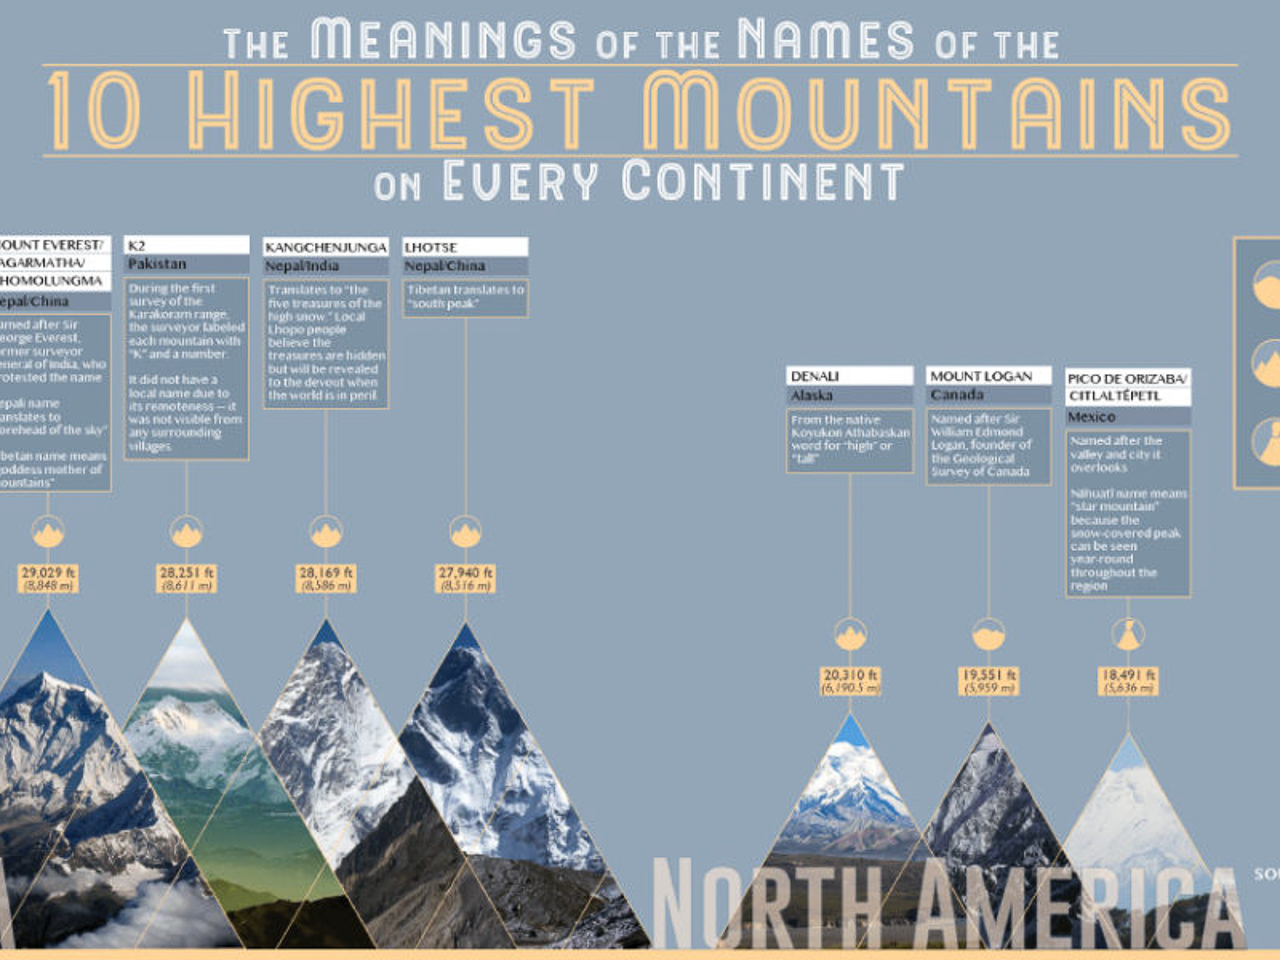 THE MEANINGS OF THE NAMES OF THE
10 HIGHEST MOUNTAINS
ON EVERY CONTINENT
OUNT EVEREST/
AGARMATHA/
HOMOLUNGMA
epal/China
amed after Sir
eorge Everest,
ormer surveyor
eneral of India, who
rotested the name
epali name
anslates to
orehead of the sky"
betan name means
goddess mother of
ountains"
29,029 ft
(8,848 m)
K2
Pakistan
During the first
survey of the
Karakoram range,
the surveyor labeled
each mountain with
"K" and a number.
It did not have a
local name due to
its remoteness — it
was not visible from
any surrounding
villages
28,251 ft
(8,611 m)
KANGCHENJUNGA
Nepal/India
Translates to "the
five treasures of the
high snow." Local
Lhopo people
believe the
treasures are hidden
but will be revealed
to the devout when
the world is in peril
28,169 ft
(8,586 m)
LHOTSE
Nepal/China
Tibetan translates to
"south peak"
27,940 ft
(8,516 m)
DENALI
Alaska
From the native
Koyukon Athabaskan
word for "high" or
"tall"
20,310 ft
(6,190.5 m)
MOUNT LOGAN
Canada
Named after Sir
William Edmond
Logan, founder of
the Geological
Survey of Canada
19,551 ft
(5,959 m)
PICO DE ORIZABA/
CITLALTÉPETL
Mexico
Named after the
valley and city it
overlooks
Náhuatl name means
"star mountain"
because the
snow-covered peak
can be seen
year-round
throughout the
region
18,491 ft
(5,636 m)
A
NORTH AMERICA
SOU